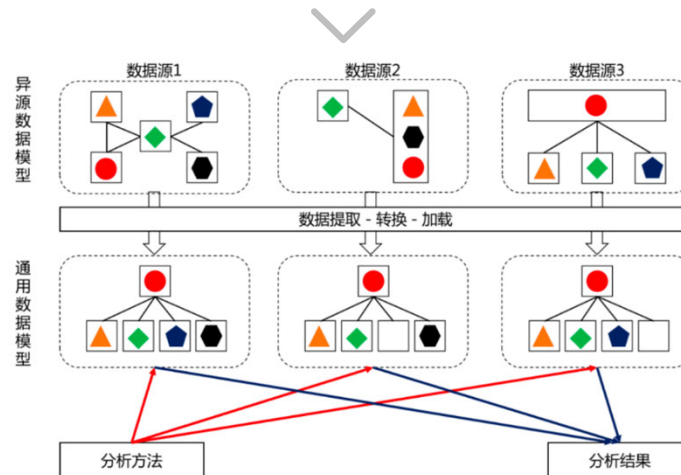 数据源1
数据源2
数据源3
异源数据模型
数据提取 - 转换 - 加载
通用数据模型
分析方法
分析结果